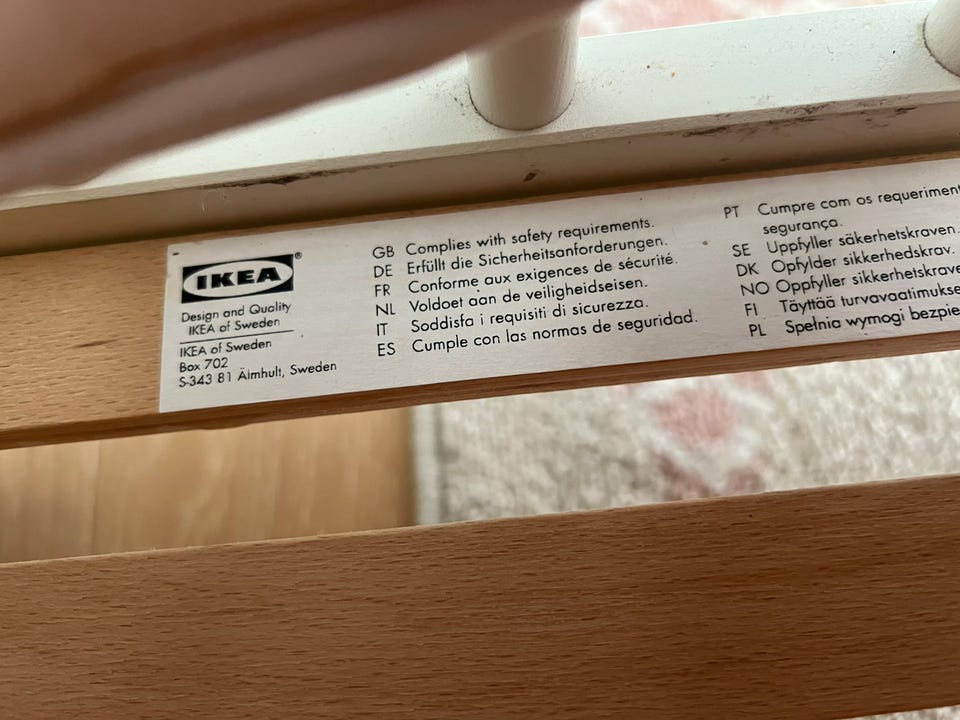 IKEA®
Design and Quality
IKEA of Sweden
IKEA of Sweden
Box 702
S-343 81 Älmhult, Sweden
GB Complies with safety requirements.
DE Erfüllt die Sicherheitsanforderungen.
FR Conforme aux exigences de sécurité.
NL Voldoet aan de veiligheidseisen.
IT Soddisfa i requisiti di sicurezza.
ES Cumple con las normas de seguridad.
PT Cumpre com os
segurança.
SE Uppfyller säkerhetskraven.
DK Opfylder sikkerhedskrav.
NO Oppfyller
FI Täyttää
PL Spełnia wymogi